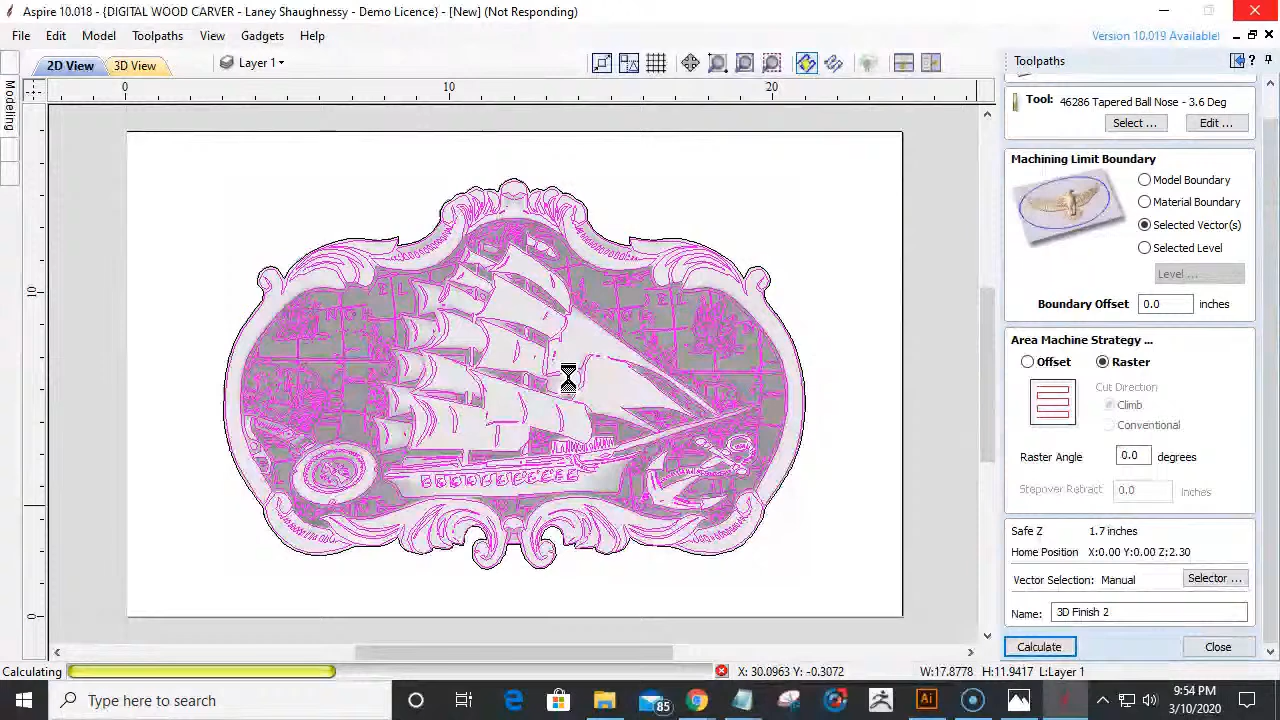 Aspire 10.018 - {DIGITAL WOOD CARVER - Laney Shaughnessy - Demo Licence} - [New] (Not Responding)
File Edit Model Toolpaths View Gadgets Help
Version 10.019 Available!
2D View 3D View Layer 1
Toolpaths
Modeling
0 10 20
Tool: 46286 Tapered Ball Nose - 3.6 Deg
Select ... Edit ...
Machining Limit Boundary
Model Boundary
Material Boundary
Selected Vector(s)
Selected Level
Level ...
Boundary Offset 0.0 inches
Area Machine Strategy ...
Offset Raster
Cut Direction
Climb
Conventional
Raster Angle 0.0 degrees
Stepover Retract 0.0 Inches
Safe Z 1.7 inches
Home Position X:0.00 Y:0.00 Z:2.30
Vector Selection: Manual Selector ...
Name: 3D Finish 2
Calculate Close
Calculating X: 30.0963 Y: -0.3072 W:17.8778 H:11.9417 L:Layer 1
Type here to search
85
Ai
9:54 PM
3/10/2020